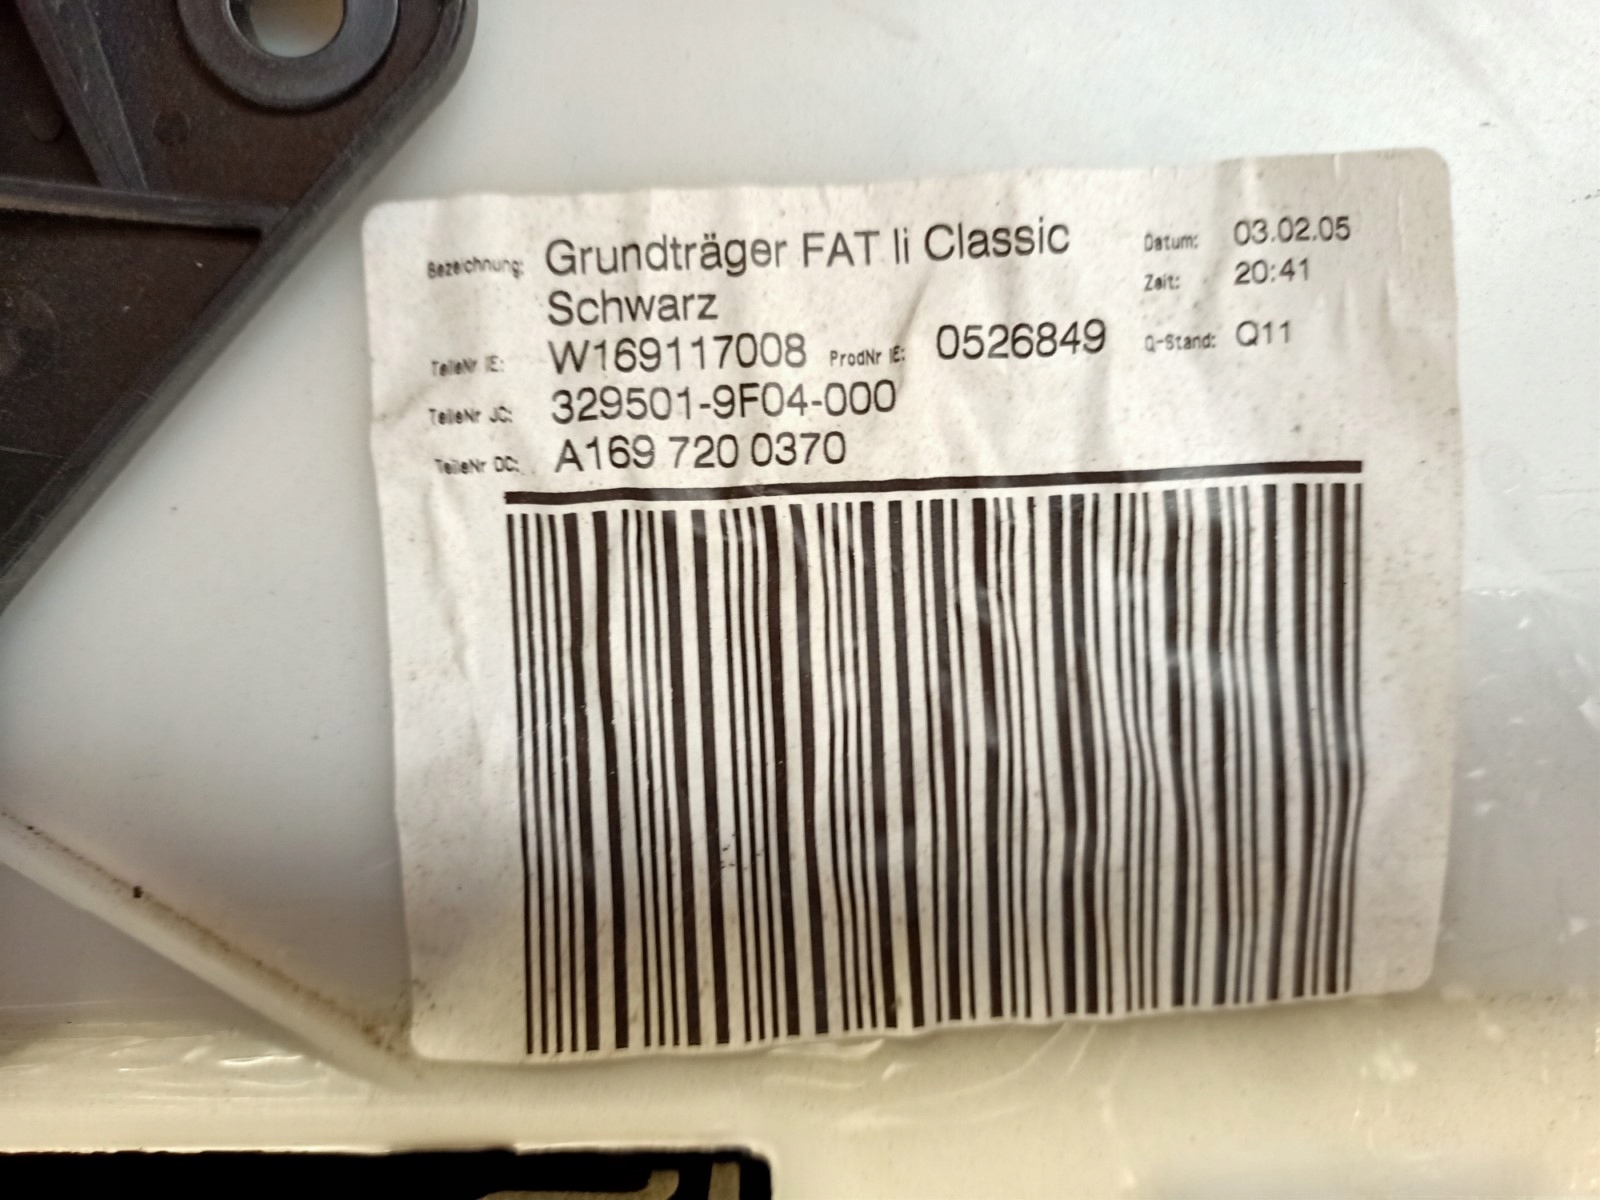 Bezeichnung: Grundträger FAT li Classic Datum: 03.02.05
Schwarz Zeit: 20:41
TeileNr IE: W169117008 ProdNr IE: 0526849 Q-Stand: Q11
TeileNr JC: 329501-9F04-000
TeileNr DC: A169 720 0370